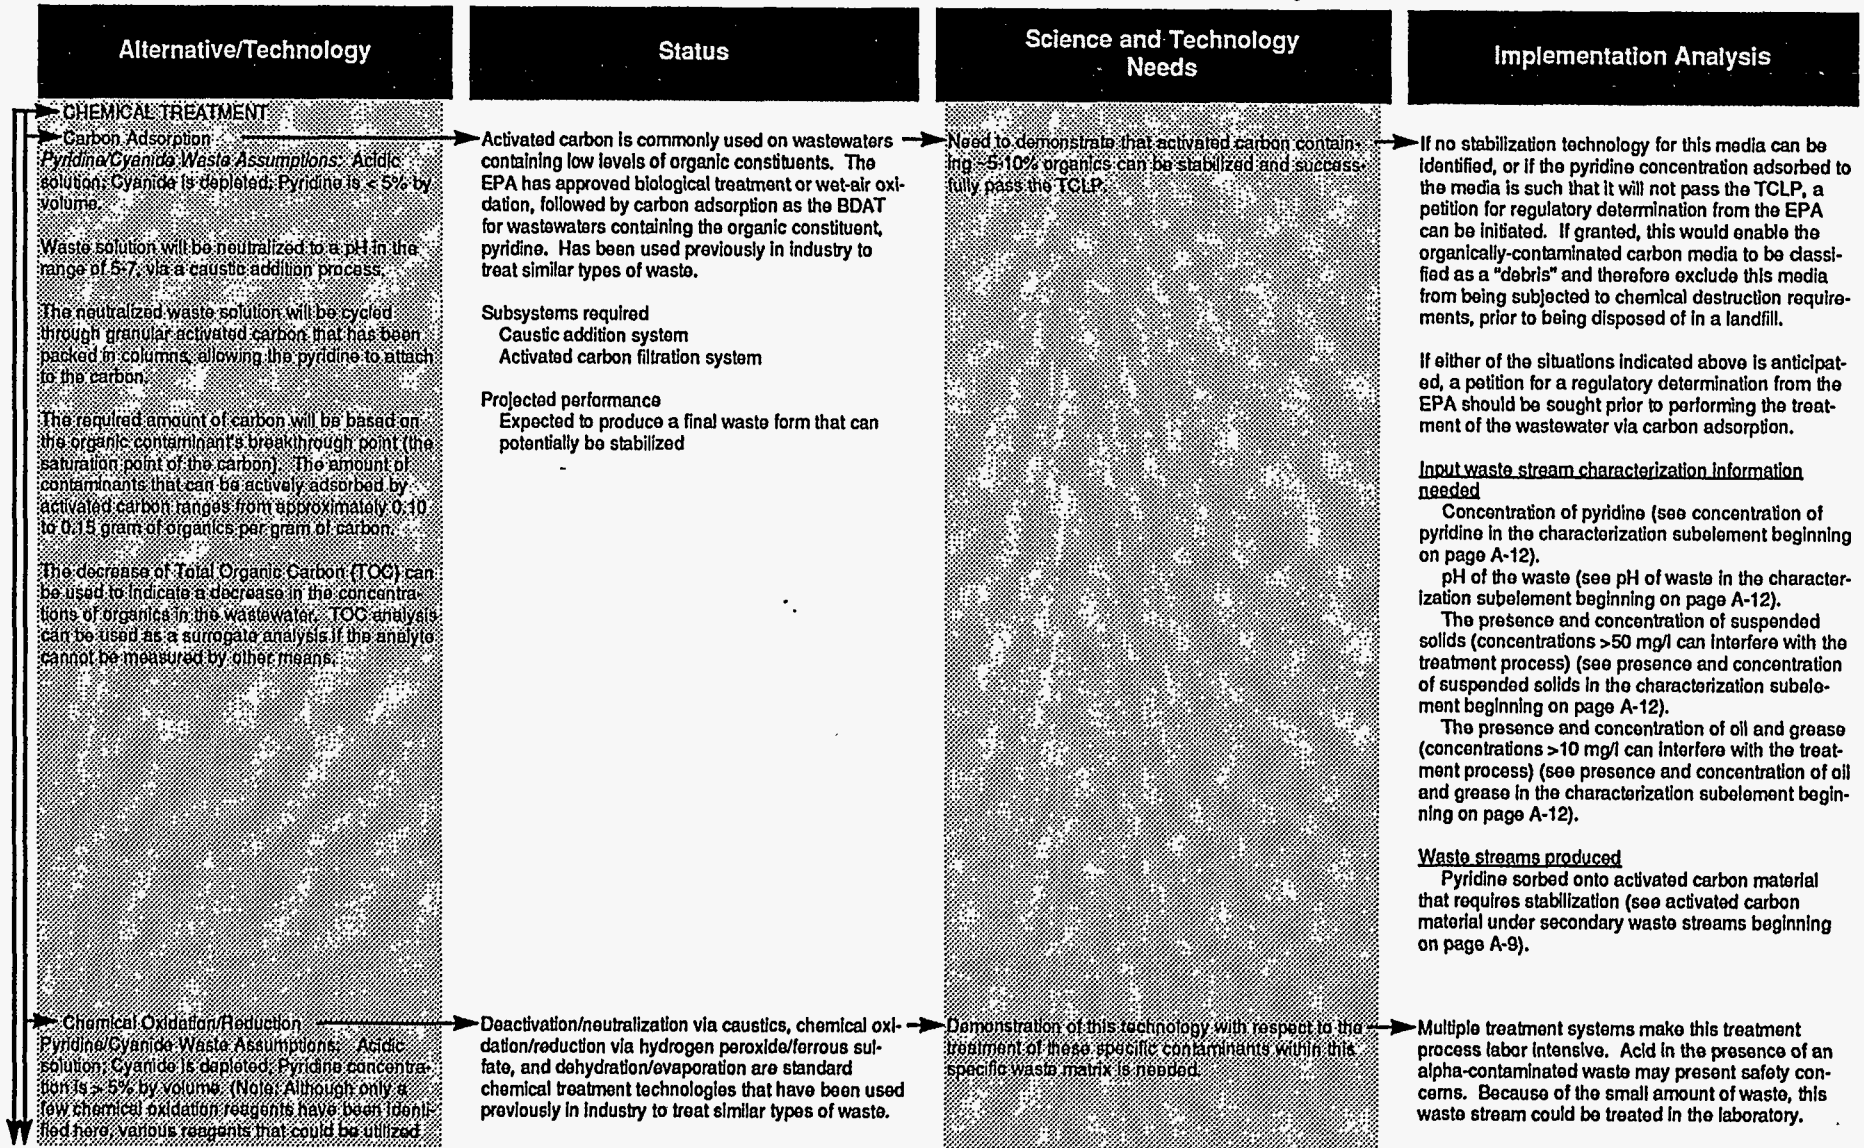 Alternative/Technology
Status
Science and Technology
Needs
Implementation Analysis
CHEMICAL TREATMENT
Carbon Adsorption
Pyridine/Cyanide Waste Assumptions: Acidic
solution; Cyanide is depleted; Pyridine is < 5% by
volume.
Waste solution will be neutralized to a pH in the
range of 5-7, via a caustic addition process.
The neutralized waste solution will be cycled
through granular activated carbon that has been
packed in columns, allowing the pyridine to attach
to the carbon.
The required amount of carbon will be based on
the organic contaminant's breakthrough point (the
saturation point of the carbon). The amount of
contaminants that can be actively adsorbed by
activated carbon ranges from approximately 0.10
to 0.15 gram of organics per gram of carbon.
The decrease of Total Organic Carbon (TOC) can
be used to indicate a decrease in the concentra-
tions of organics in the wastewater. TOC analysis
can be used as a surrogate analysis if the analyte
cannot be measured by other means.
Activated carbon is commonly used on wastewaters
containing low levels of organic constituents. The
EPA has approved biological treatment or wet-air oxi-
dation, followed by carbon adsorption as the BDAT
for wastewaters containing the organic constituent,
pyridine. Has been used previously in industry to
treat similar types of waste.
Subsystems required
Caustic addition system
Activated carbon filtration system
Projected performance
Expected to produce a final waste form that can
potentially be stabilized
Need to demonstrate that activated carbon contain-
ing ~5-10% organics can be stabilized and success-
fully pass the TCLP.
If no stabilization technology for this media can be
identified, or if the pyridine concentration adsorbed to
the media is such that it will not pass the TCLP, a
petition for regulatory determination from the EPA
can be initiated. If granted, this would enable the
organically-contaminated carbon media to be classi-
fied as a "debris" and therefore exclude this media
from being subjected to chemical destruction require-
ments, prior to being disposed of in a landfill.
If either of the situations indicated above is anticipat-
ed, a petition for a regulatory determination from the
EPA should be sought prior to performing the treat-
ment of the wastewater via carbon adsorption.
Input waste stream characterization information
needed
Concentration of pyridine (see concentration of
pyridine in the characterization subelement beginning
on page A-12).
pH of the waste (see pH of waste in the character-
ization subelement beginning on page A-12).
The presence and concentration of suspended
solids (concentrations >50 mg/l can interfere with the
treatment process) (see presence and concentration
of suspended solids in the characterization subele-
ment beginning on page A-12).
The presence and concentration of oil and grease
(concentrations >10 mg/l can interfere with the treat-
ment process) (see presence and concentration of oil
and grease in the characterization subelement begin-
ning on page A-12).
Waste streams produced
Pyridine sorbed onto activated carbon material
that requires stabilization (see activated carbon
material under secondary waste streams beginning
on page A-9).
Chemical Oxidation/Reduction
Pyridine/Cyanide Waste Assumptions: Acidic
solution; Cyanide is depleted; Pyridine concentra-
tion is > 5% by volume. (Note: Although only a
few chemical oxidation reagents have been identi-
fied here, various reagents that could be utilized
Deactivation/neutralization via caustics, chemical oxi-
dation/reduction via hydrogen peroxide/ferrous sul-
fate, and dehydration/evaporation are standard
chemical treatment technologies that have been used
previously in industry to treat similar types of waste.
Demonstration of this technology with respect to the
treatment of these specific contaminants within this
specific waste matrix is needed.
Multiple treatment systems make this treatment
process labor intensive. Acid in the presence of an
alpha-contaminated waste may present safety con-
cerns. Because of the small amount of waste, this
waste stream could be treated in the laboratory.